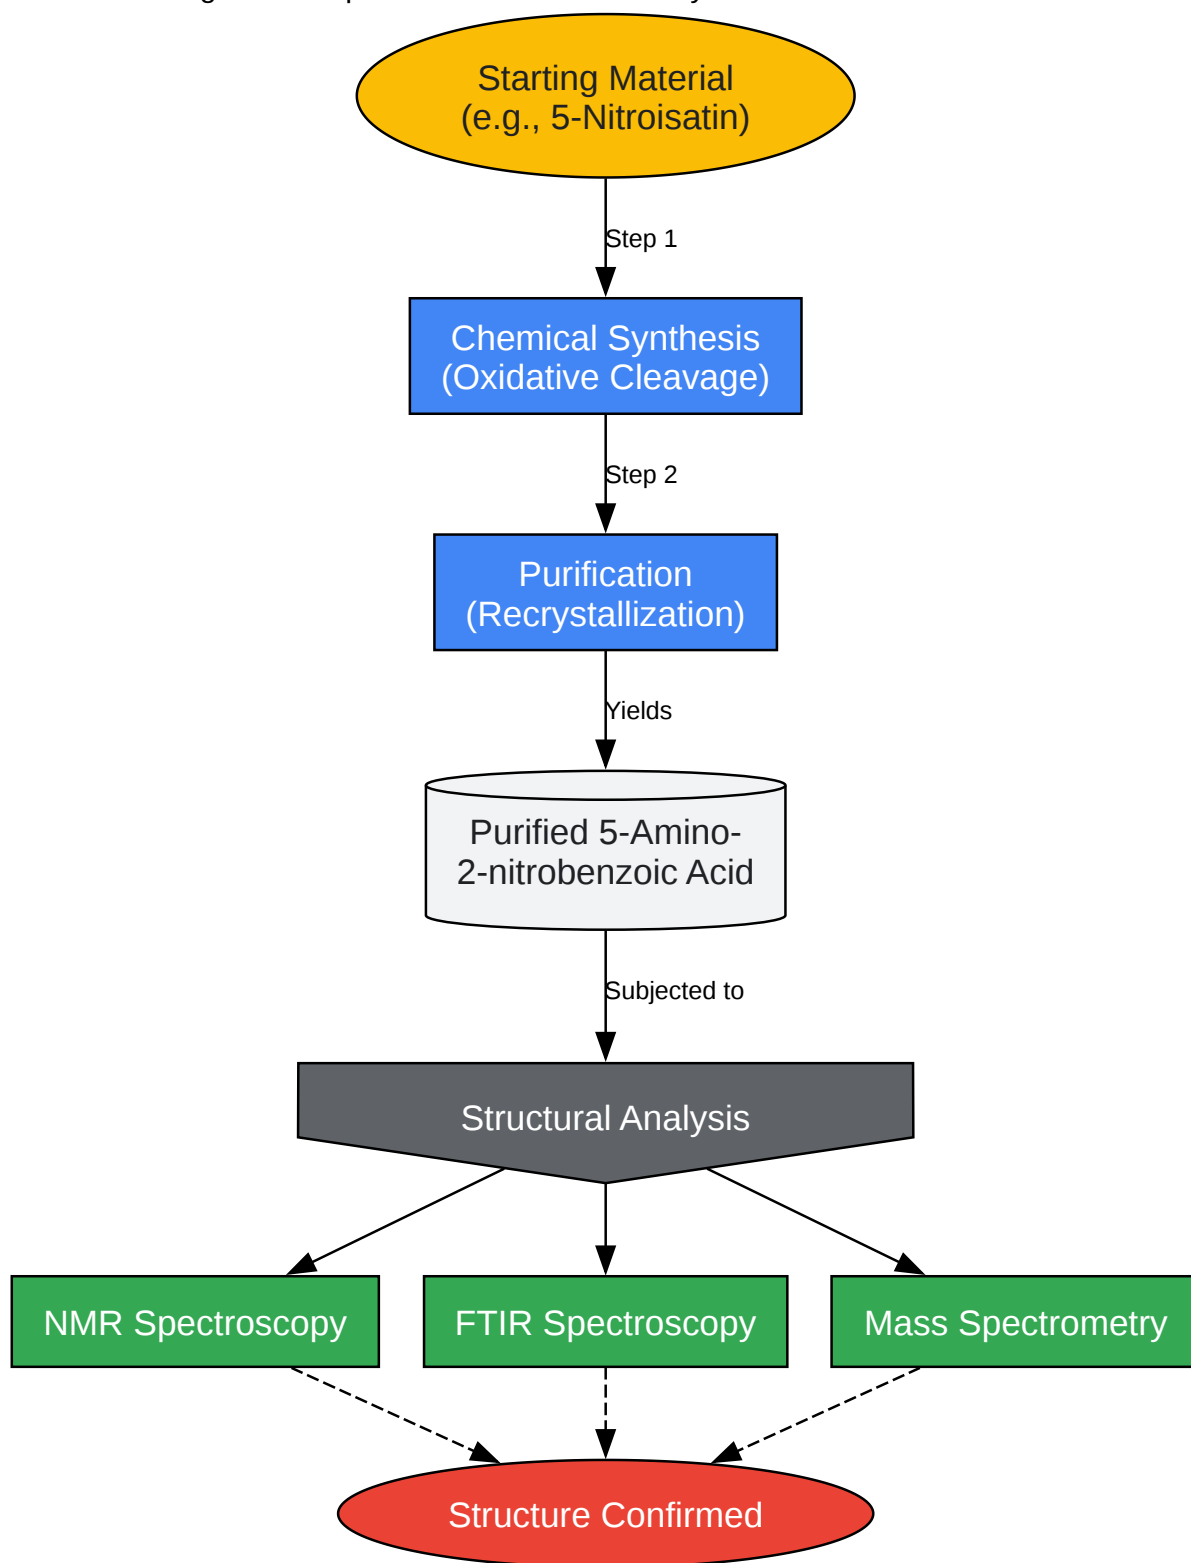 Starting Material
(e.g., 5-Nitroisatin)
Step 1
Chemical Synthesis
(Oxidative Cleavage)
Step 2
Purification
(Recrystallization)
Yields
Purified 5-Amino-
2-nitrobenzoic Acid
Subjected to
Structural Analysis
NMR Spectroscopy
FTIR Spectroscopy
Mass Spectrometry
Structure Confirmed